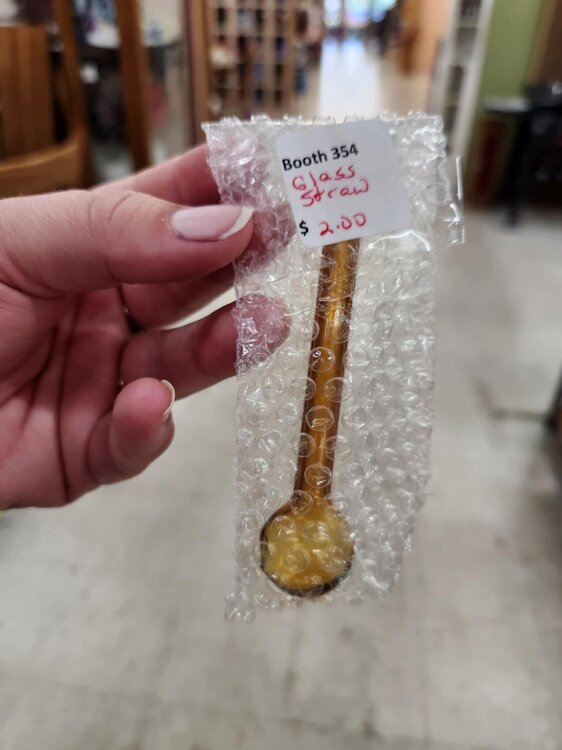 Booth 354
Glass
Straw
$ 2.00